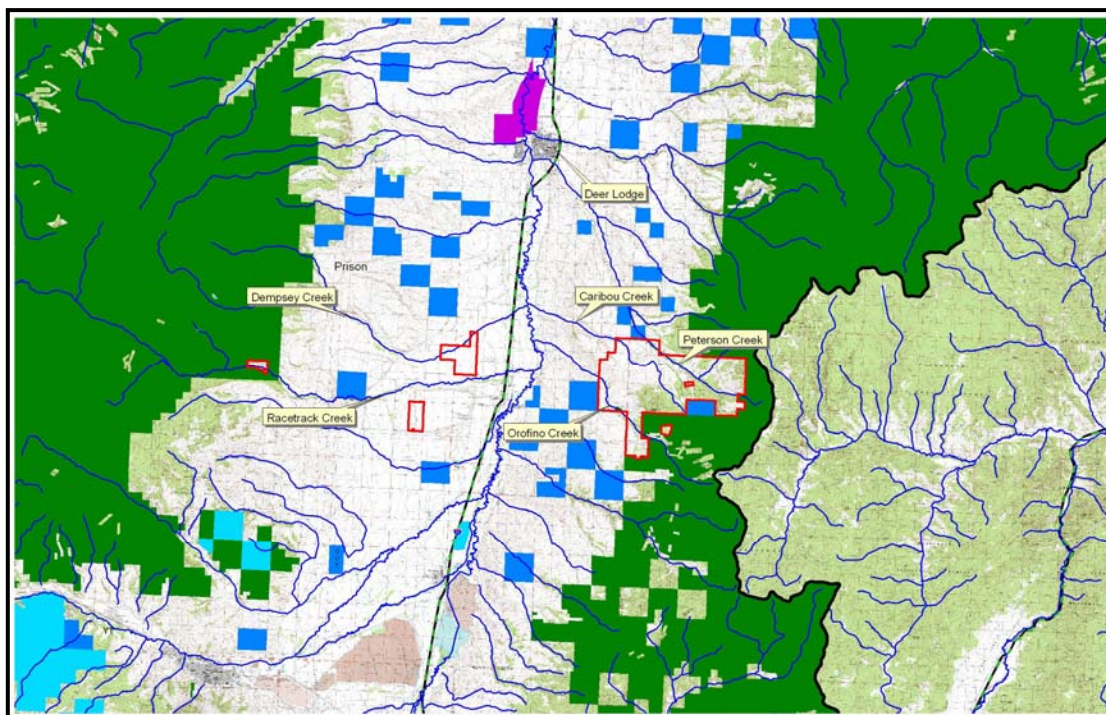 Deer Lodge
Prison
Dempsey Creek
Caribou Creek
Peterson Creek
Racetrack Creek
Orofino Creek